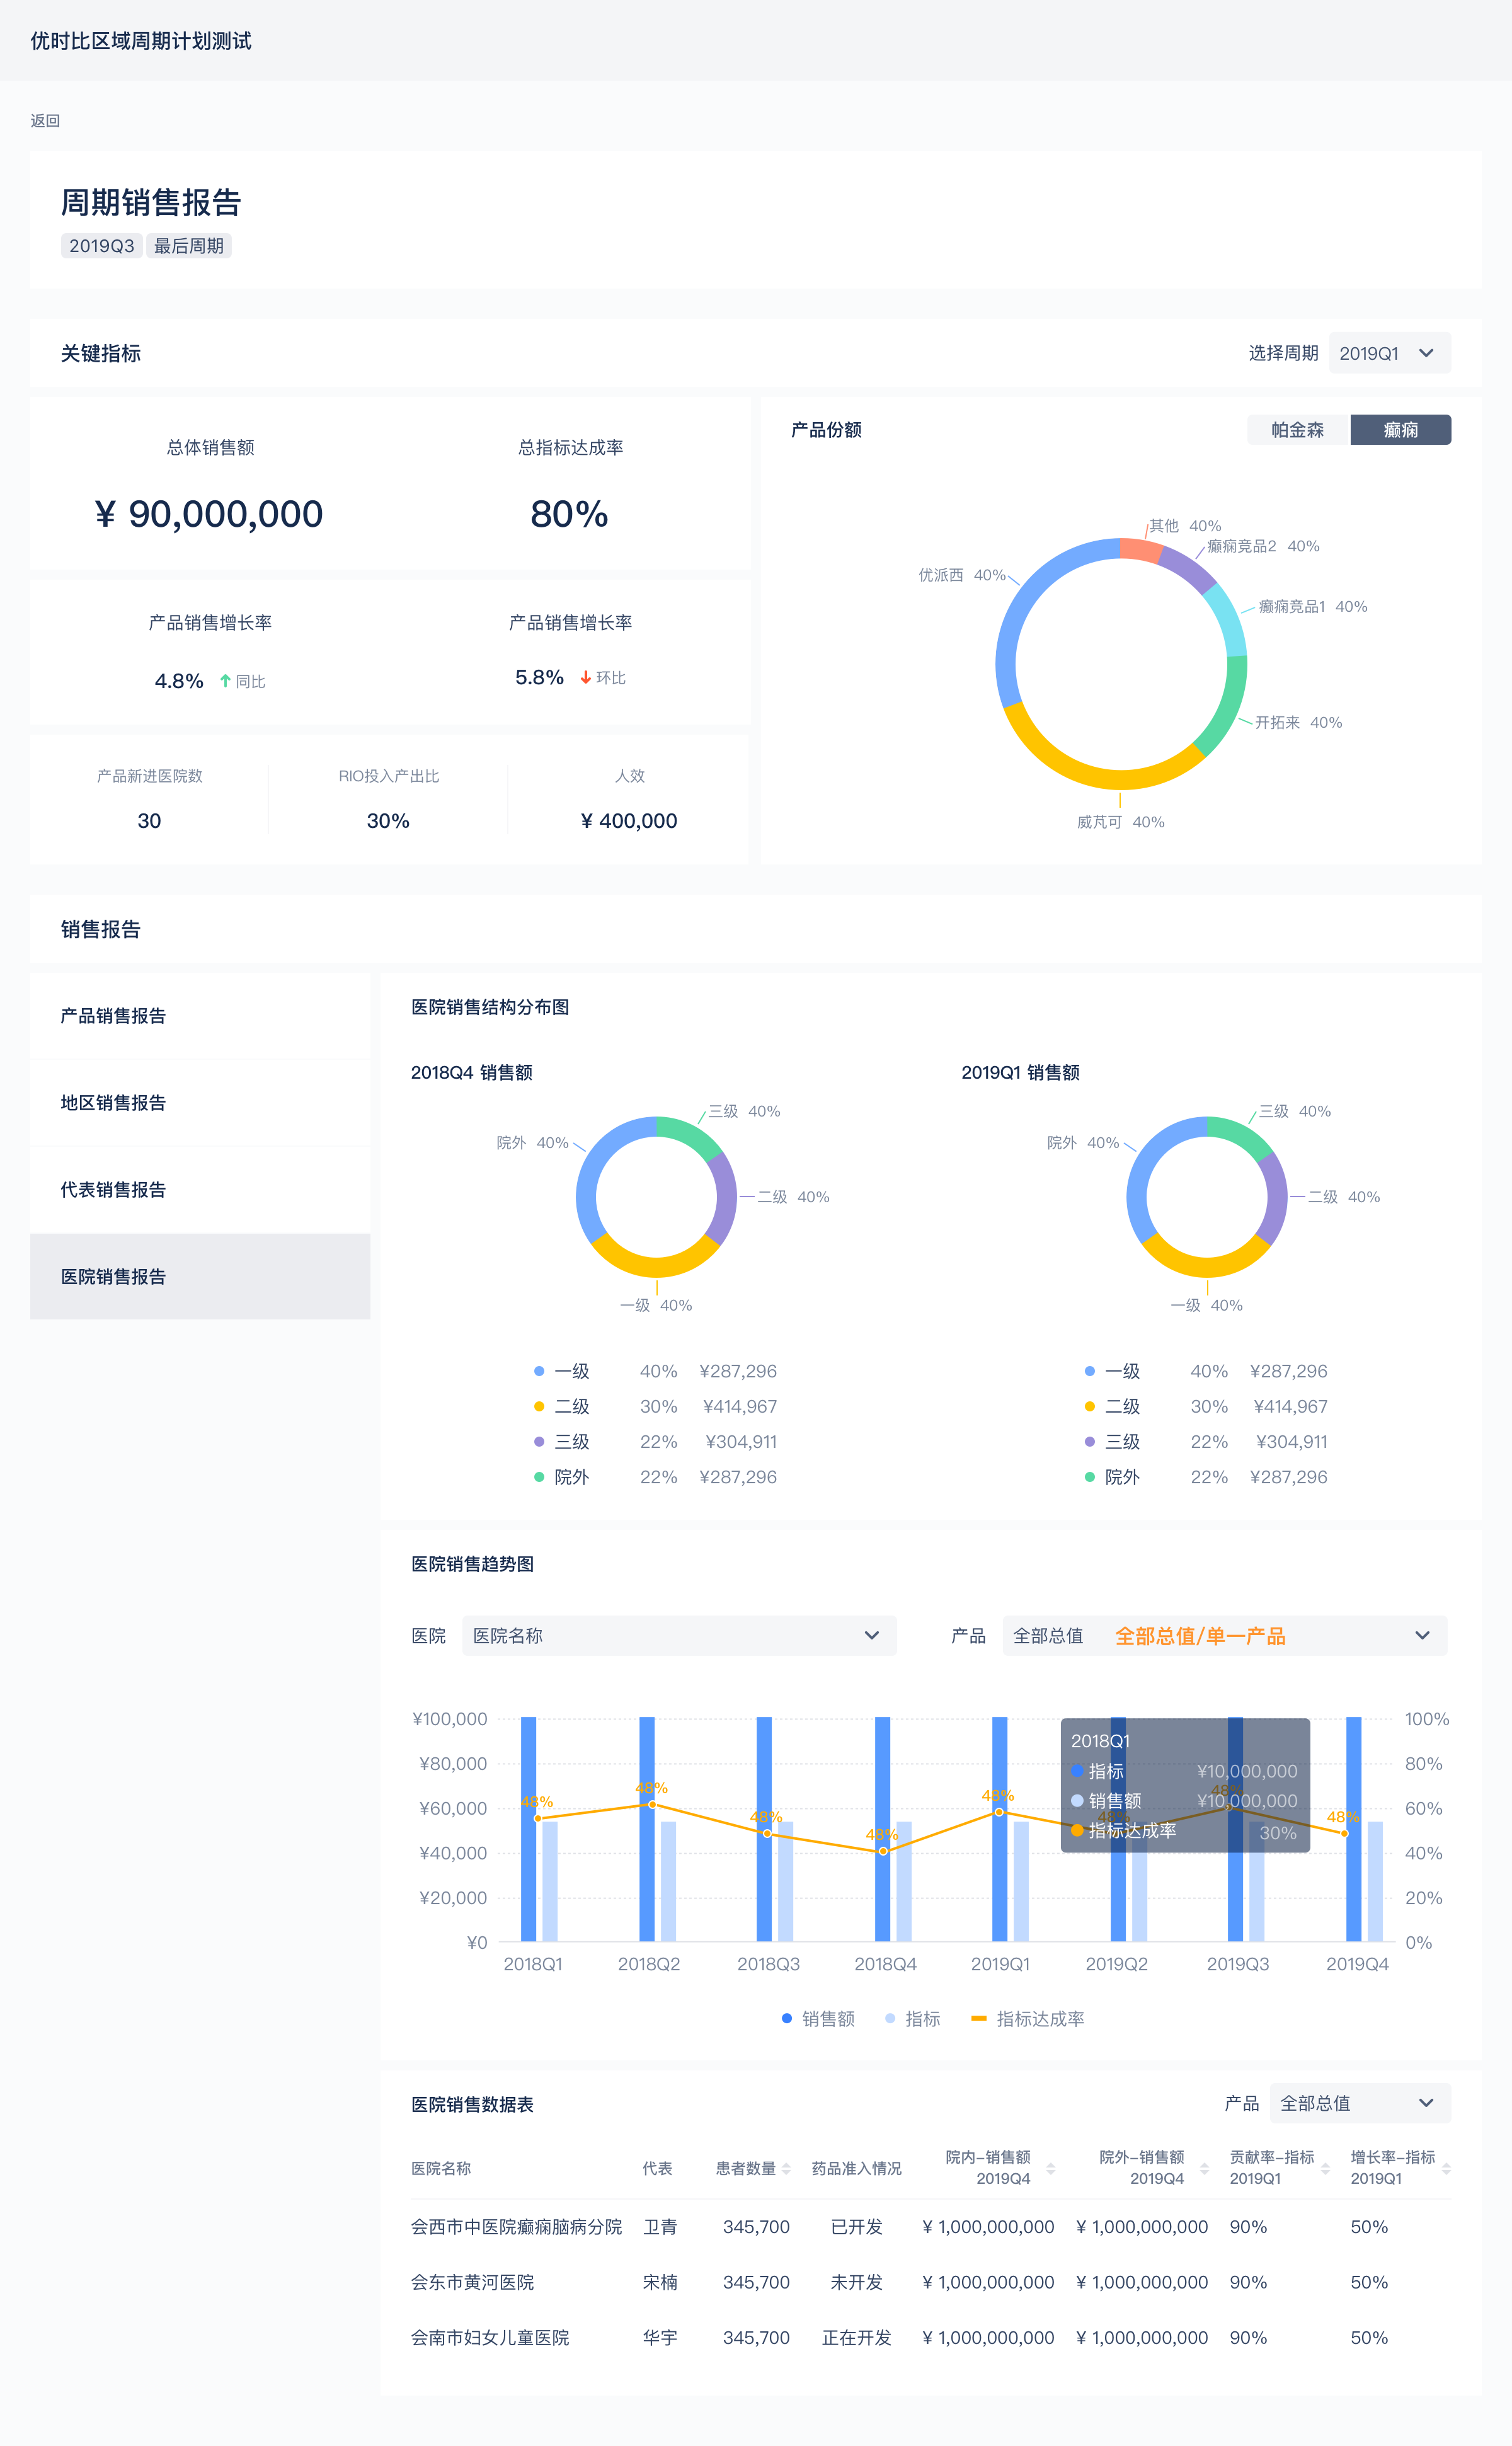 优时比区域周期计划测试
返回
周期销售报告
2019Q3 最后周期
关键指标
选择周期 2019Q1
总体销售额 总指标达成率
¥ 90,000,000 80%
产品销售增长率 产品销售增长率
4.8% 同比 5.8% 环比
产品新进医院数 RIO投入产出比 人效
30 30% ¥ 400,000
产品份额 帕金森 癫痫
其他 40%
癫痫竞品2 40%
优派西 40%
癫痫竞品1 40%
开拓来 40%
威芃可 40%
销售报告
产品销售报告
地区销售报告
代表销售报告
医院销售报告
医院销售结构分布图
2018Q4 销售额
三级 40%
院外 40%
二级 40%
一级 40%
一级 40% ¥287,296
二级 30% ¥414,967
三级 22% ¥304,911
院外 22% ¥287,296
2019Q1 销售额
三级 40%
院外 40%
二级 40%
一级 40%
一级 40% ¥287,296
二级 30% ¥414,967
三级 22% ¥304,911
院外 22% ¥287,296
医院销售趋势图
医院 医院名称 产品 全部总值 全部总值/单一产品
¥100,000
¥80,000
¥60,000
¥40,000
¥20,000
¥0
48% 48% 48% 48% 48% 48% 48% 48%
2018Q1
指标 ¥10,000,000
销售额 ¥10,000,000
指标达成率 30%
100%
80%
60%
40%
20%
0%
2018Q1 2018Q2 2018Q3 2018Q4 2019Q1 2019Q2 2019Q3 2019Q4
销售额 指标 指标达成率
医院销售数据表 产品 全部总值
医院名称 代表 患者数量 药品准入情况 院内-销售额 2019Q4 院外-销售额 2019Q4 贡献率-指标 2019Q1 增长率-指标 2019Q1
会西市中医院癫痫脑病分院 卫青 345,700 已开发 ¥ 1,000,000,000 ¥ 1,000,000,000 90% 50%
会东市黄河医院 宋楠 345,700 未开发 ¥ 1,000,000,000 ¥ 1,000,000,000 90% 50%
会南市妇女儿童医院 华宇 345,700 正在开发 ¥ 1,000,000,000 ¥ 1,000,000,000 90% 50%